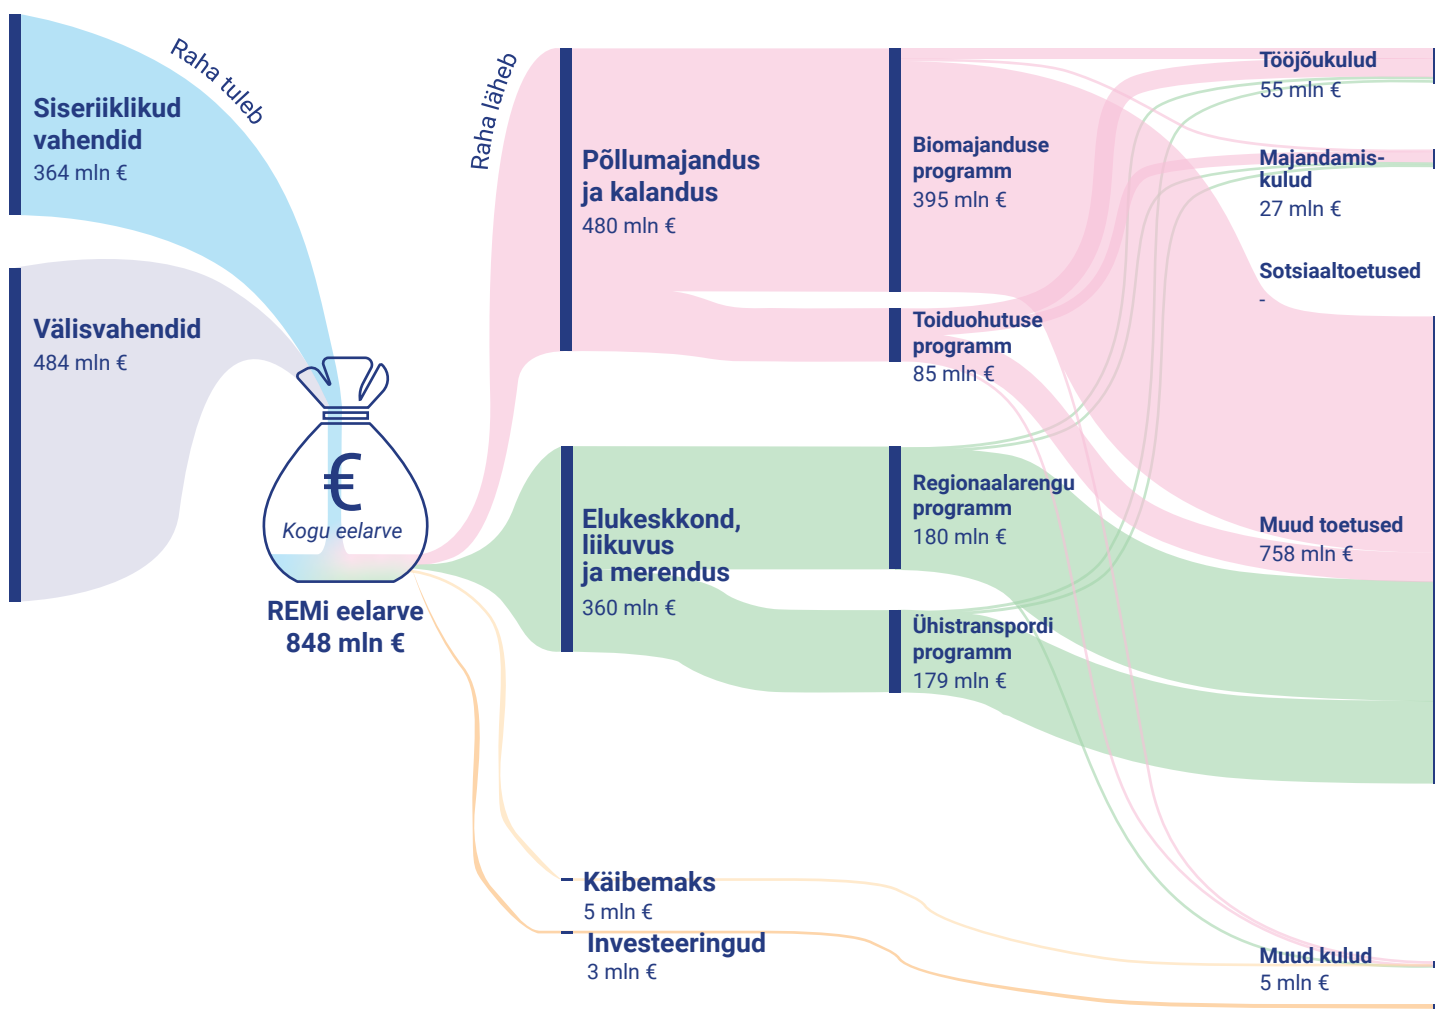 Raha tuleb
Siseriiklikud
vahendid
364 mln €
Välisvahendid
484 mln €
€
Kogu eelarve
REMi eelarve
848 mln €
Raha läheb
Põllumajandus
ja kalandus
480 mln €
Elukeskkond,
liikuvus
ja merendus
360 mln €
Käibemaks
5 mln €
Investeeringud
3 mln €
Biomajanduse
programm
395 mln €
Toiduohutuse
programm
85 mln €
Regionaalarengu
programm
180 mln €
Ühistranspordi
programm
179 mln €
Tööjõukulud
55 mln €
Majandamis-
kulud
27 mln €
Sotsiaaltoetused
-
Muud toetused
758 mln €
Muud kulud
5 mln €